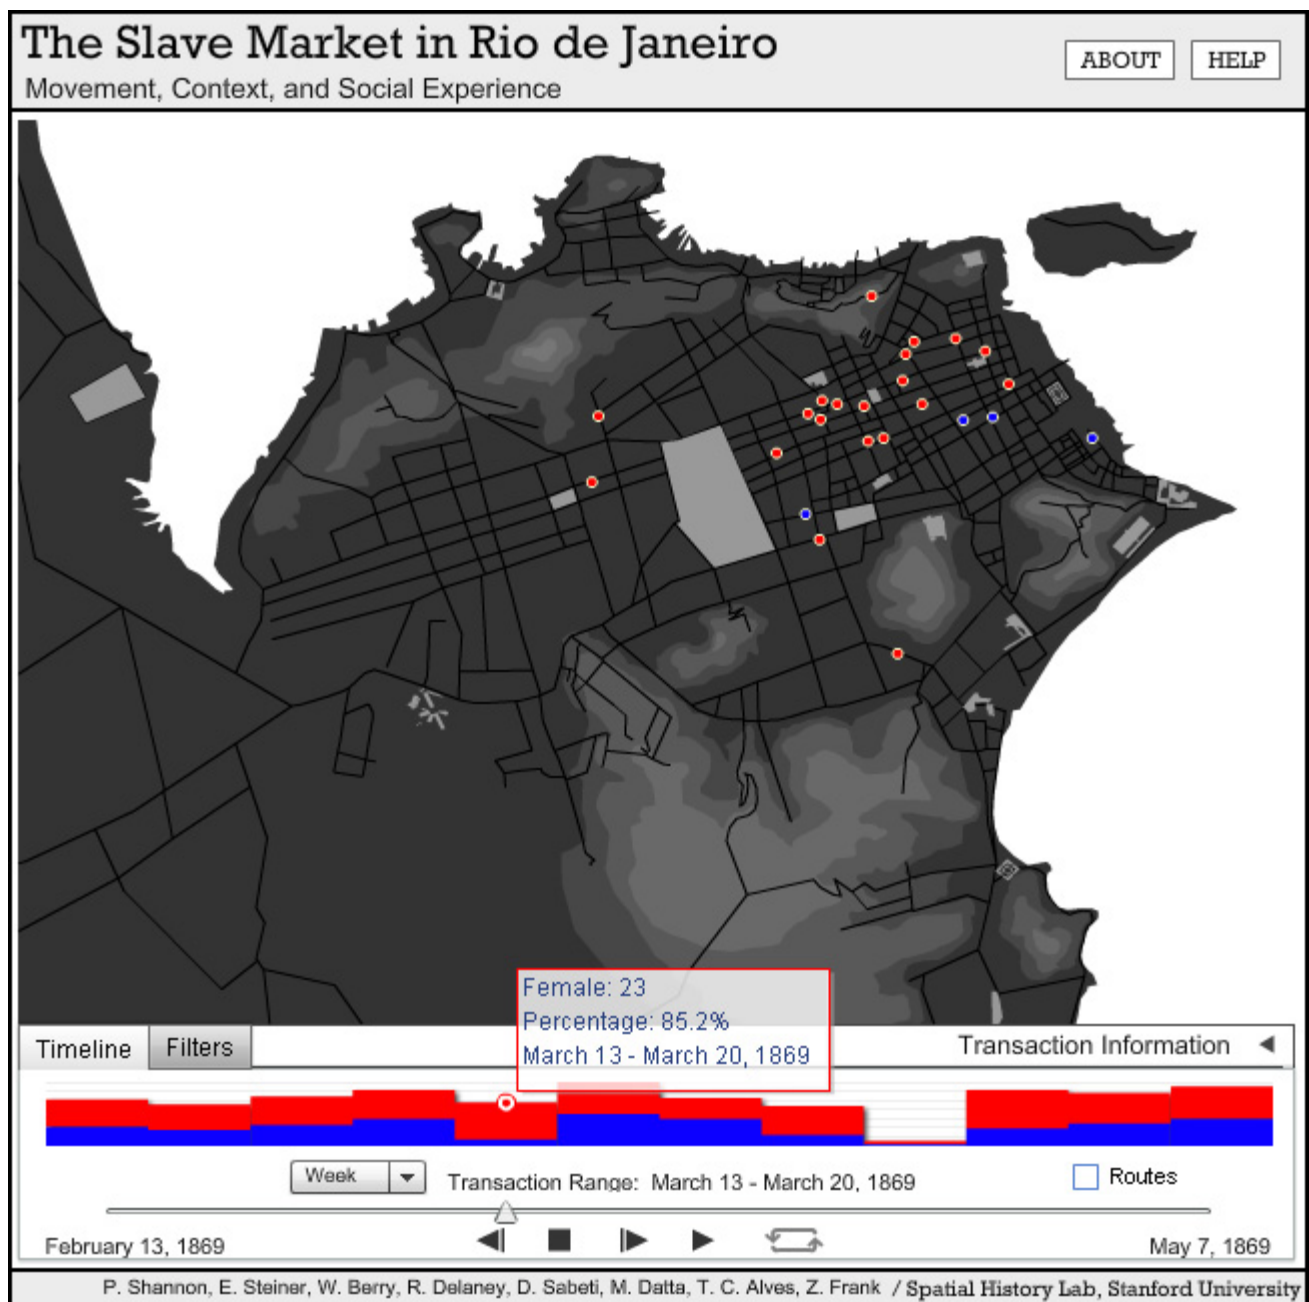 The Slave Market in Rio de Janeiro
Movement, Context, and Social Experience
ABOUT
HELP
Female: 23
Percentage: 85.2%
March 13 - March 20, 1869
Timeline
Filters
Transaction Information
Week
Transaction Range: March 13 - March 20, 1869
Routes
February 13, 1869
May 7, 1869
P. Shannon, E. Steiner, W. Berry, R. Delaney, D. Sabeti, M. Datta, T. C. Alves, Z. Frank / Spatial History Lab, Stanford University